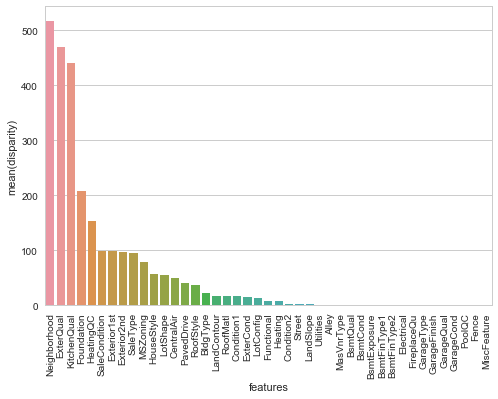 500
400
300
200
100
0
mean(disparity)
Neighborhood
ExterQual
KitchenQual
Foundation
HeatingQC
SaleCondition
Exterior1st
Exterior2nd
SaleType
MSZoning
HouseStyle
LotShape
CentralAir
PavedDrive
RoofStyle
BldgType
LandContour
RoofMatl
Condition1
ExterCond
LotConfig
Functional
Heating
Condition2
Street
LandSlope
Utilities
Alley
MasVnrType
BsmtQual
BsmtCond
BsmtExposure
BsmtFinType1
BsmtFinType2
Electrical
FireplaceQu
GarageType
GarageFinish
GarageQual
GarageCond
PoolQC
Fence
MiscFeature
features